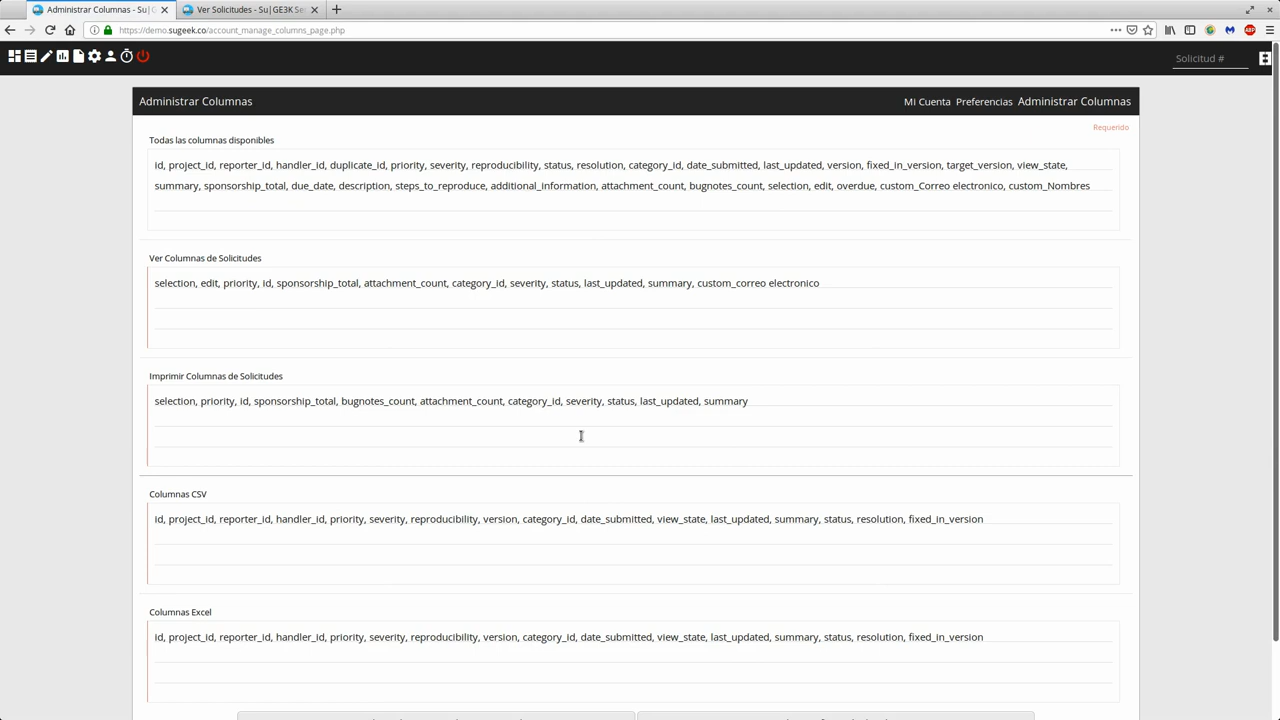 Administrar Columnas - Su|G
Ver Solicitudes - Su|GE3K Se
https://demo.sugeek.co/account_manage_columns_page.php
Solicitud #
Administrar Columnas
Mi Cuenta Preferencias Administrar Columnas
Requerido
Todas las columnas disponibles
id, project_id, reporter_id, handler_id, duplicate_id, priority, severity, reproducibility, status, resolution, category_id, date_submitted, last_updated, version, fixed_in_version, target_version, view_state,
summary, sponsorship_total, due_date, description, steps_to_reproduce, additional_information, attachment_count, bugnotes_count, selection, edit, overdue, custom_Correo electronico, custom_Nombres
Ver Columnas de Solicitudes
selection, edit, priority, id, sponsorship_total, attachment_count, category_id, severity, status, last_updated, summary, custom_correo electronico
Imprimir Columnas de Solicitudes
selection, priority, id, sponsorship_total, bugnotes_count, attachment_count, category_id, severity, status, last_updated, summary
Columnas CSV
id, project_id, reporter_id, handler_id, priority, severity, reproducibility, version, category_id, date_submitted, view_state, last_updated, summary, status, resolution, fixed_in_version
Columnas Excel
id, project_id, reporter_id, handler_id, priority, severity, reproducibility, version, category_id, date_submitted, view_state, last_updated, summary, status, resolution, fixed_in_version